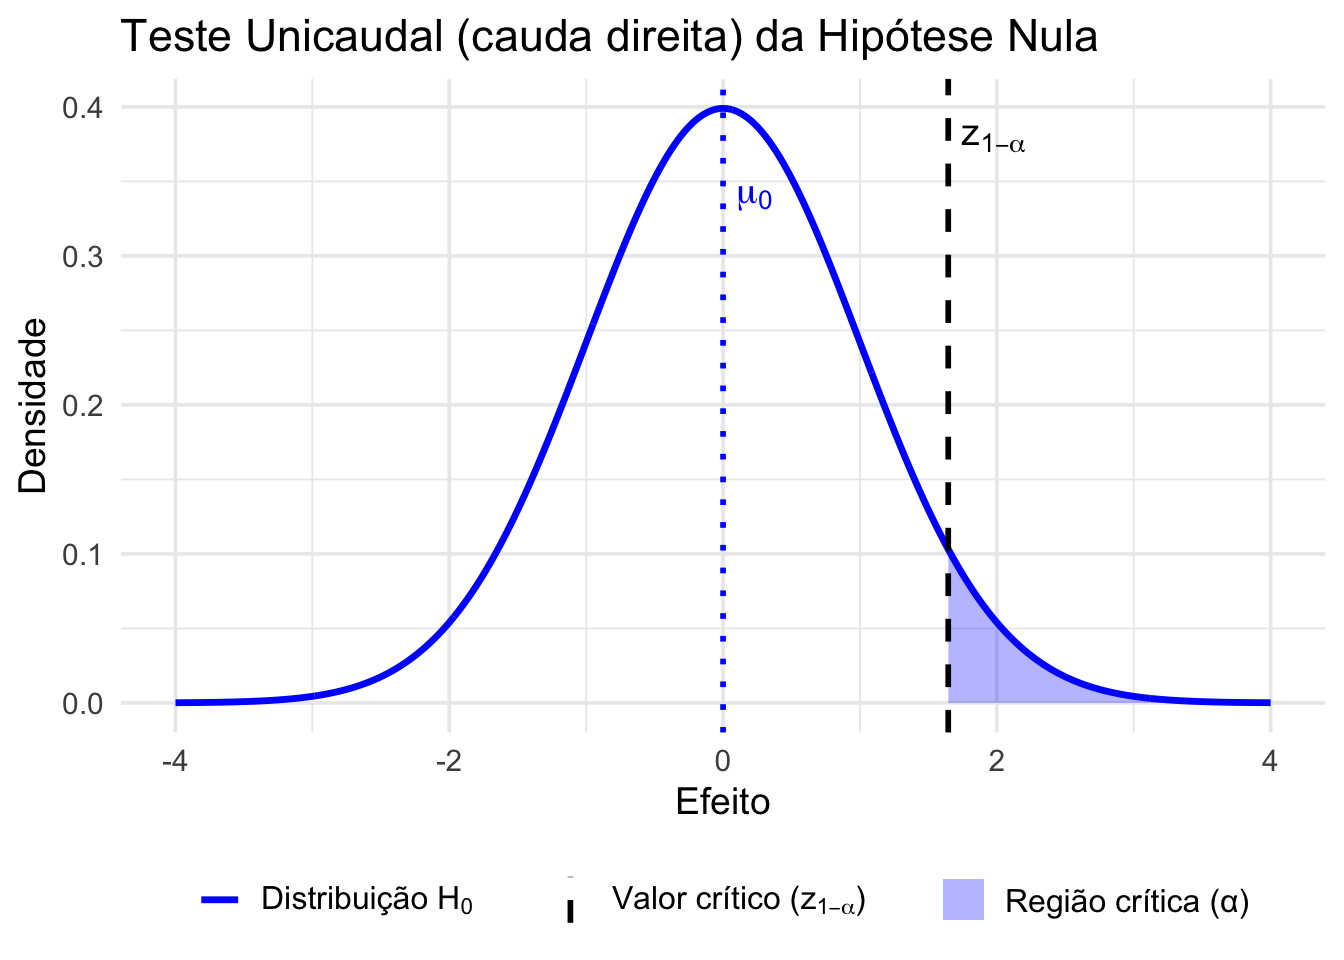 Teste Unicaudal (cauda direita) da Hipótese Nula
0.4
z₁₋α
μ₀
0.3
Densidade
0.2
0.1
0.0
-4 -2 0 2 4
Efeito
Distribuição H₀ Valor crítico (z₁₋α) Região crítica (α)